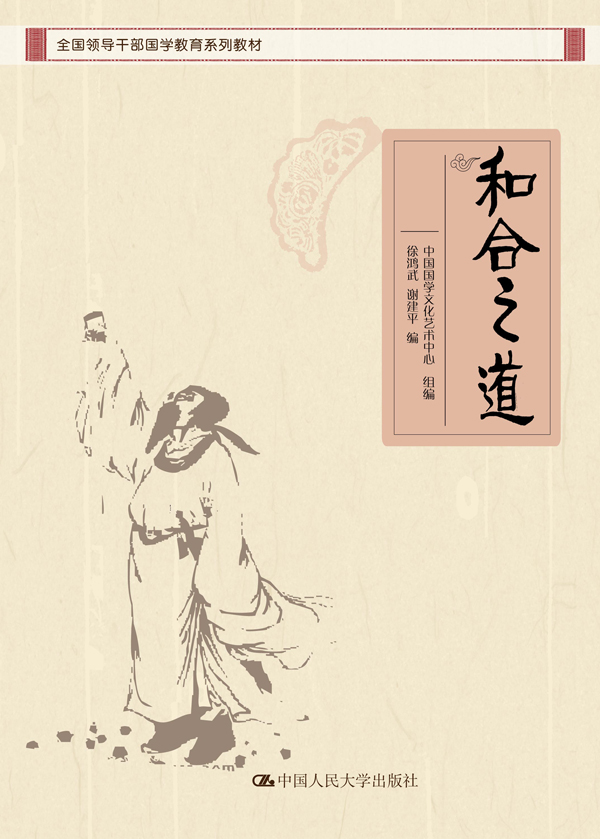 全国领导干部国学教育系列教材
和合之道
中国国学文化艺术中心 组编
徐鸿武 谢建平 编
中国人民大学出版社